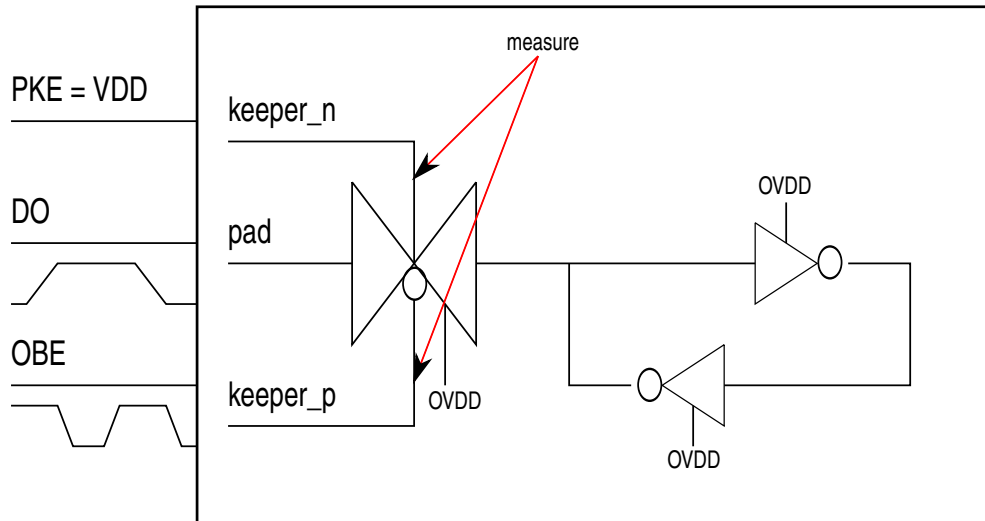 measure
PKE = VDD
keeper_n
DO
pad
OVDD
OBE
keeper_p
OVDD
OVDD